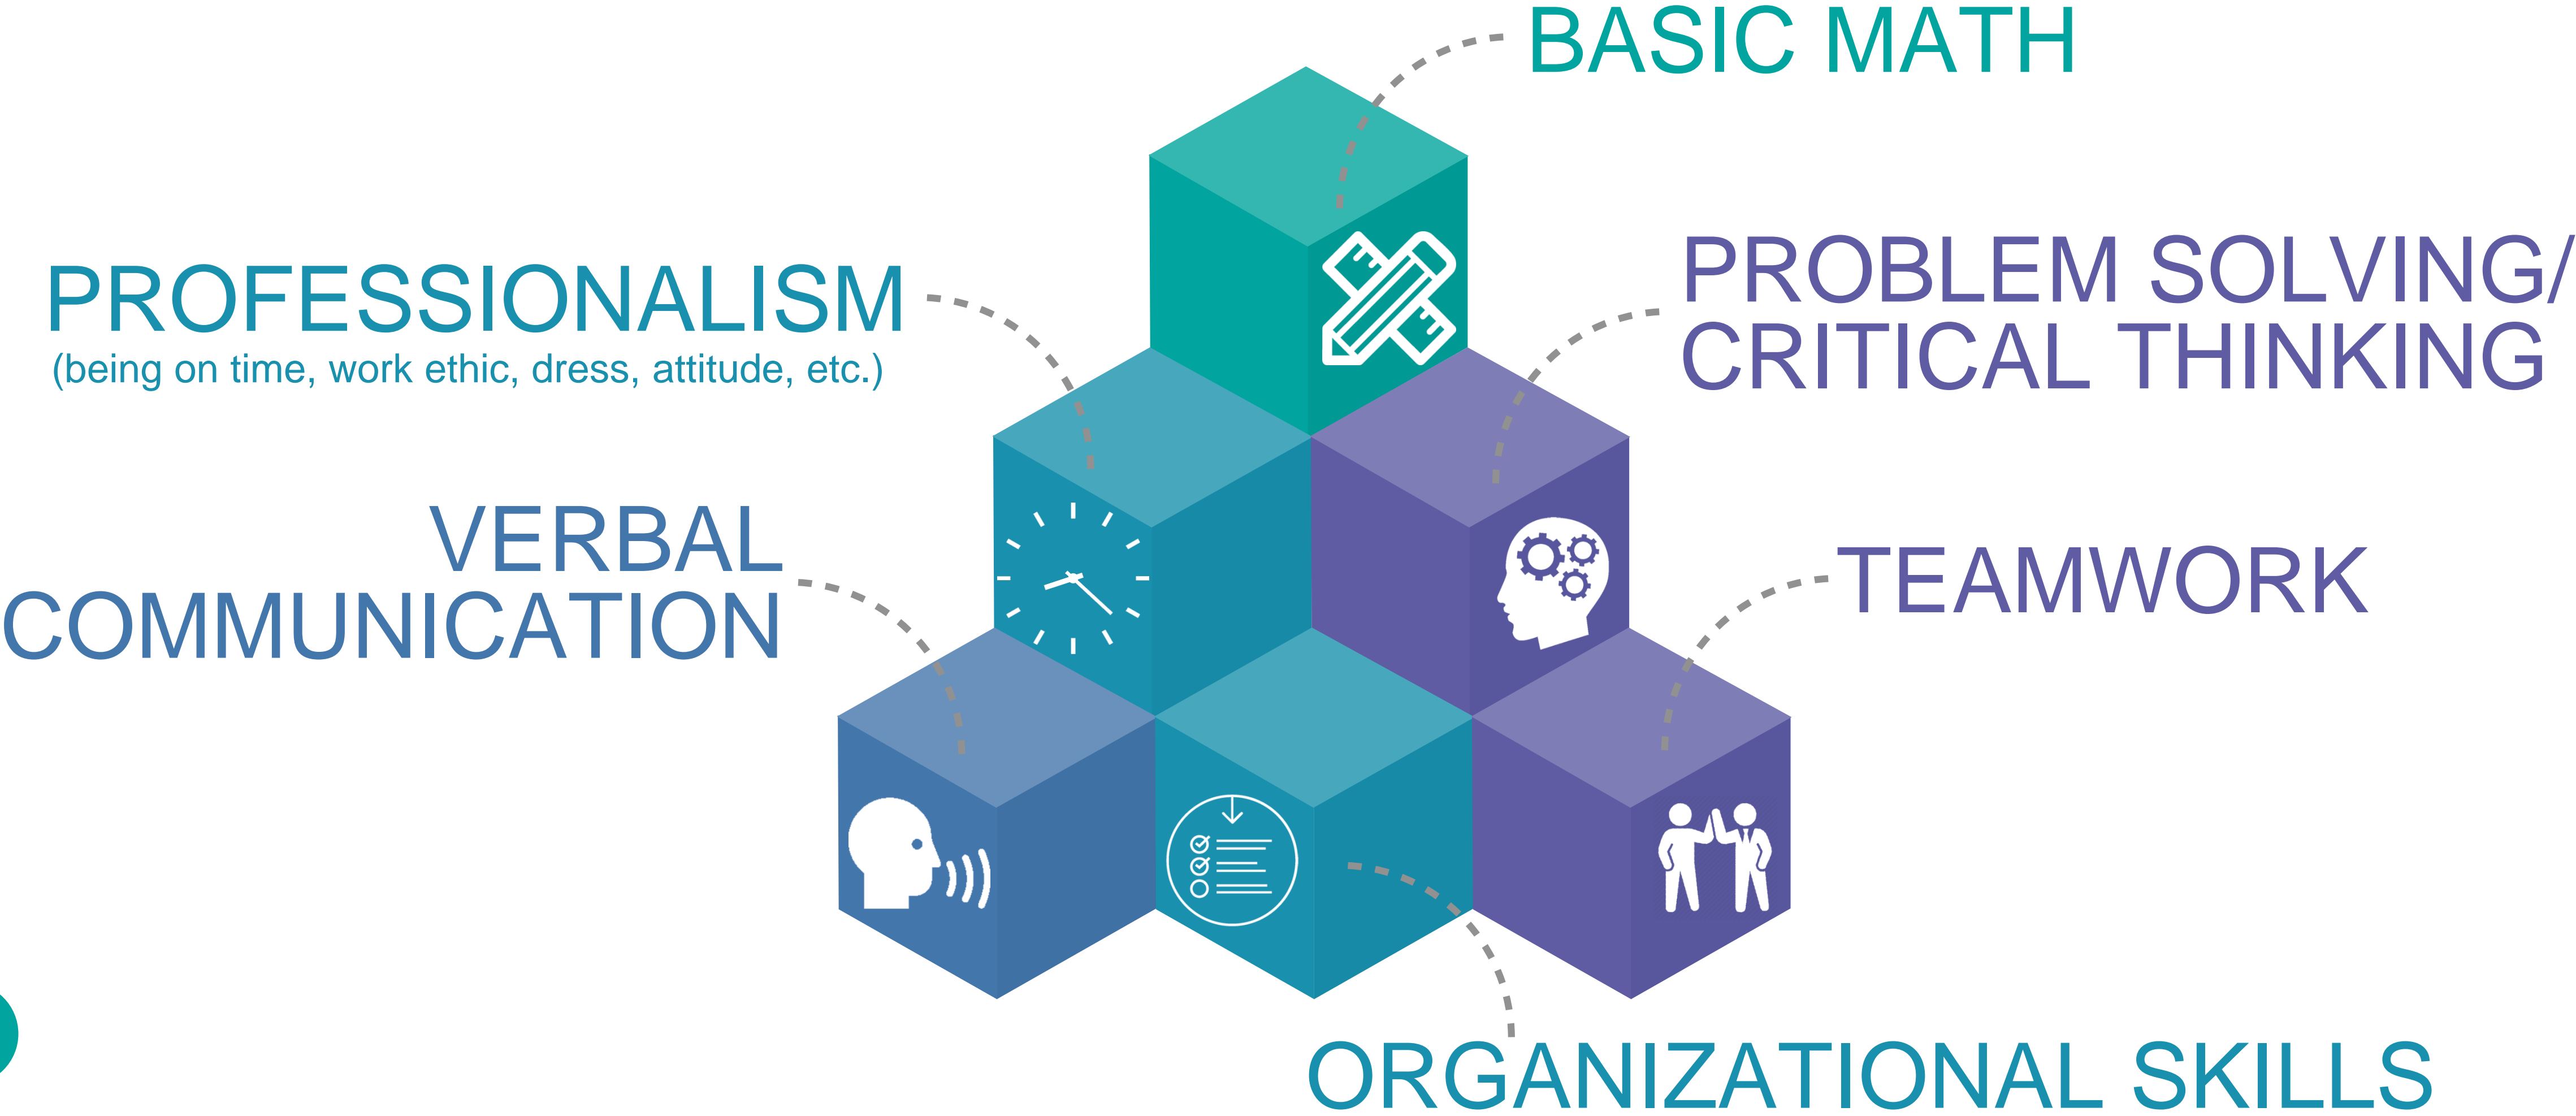 BASIC MATH
PROFESSIONALISM
(being on time, work ethic, dress, attitude, etc.)
PROBLEM SOLVING/
CRITICAL THINKING
VERBAL
COMMUNICATION
TEAMWORK
ORGANIZATIONAL SKILLS